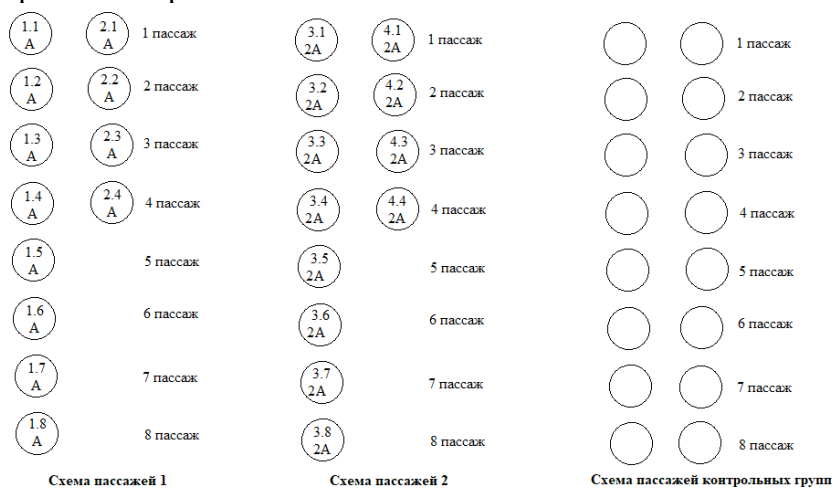 1.1 2.1 1 пассаж 3.1 4.1 1 пассаж 1 пассаж
A A 2A 2A
1.2 2.2 2 пассаж 3.2 4.2 2 пассаж 2 пассаж
A A 2A 2A
1.3 2.3 3 пассаж 3.3 4.3 3 пассаж 3 пассаж
A A 2A 2A
1.4 2.4 4 пассаж 3.4 4.4 4 пассаж 4 пассаж
A A 2A 2A
1.5 5 пассаж 3.5 5 пассаж 5 пассаж
A 2A
1.6 6 пассаж 3.6 6 пассаж 6 пассаж
A 2A
1.7 7 пассаж 3.7 7 пассаж 7 пассаж
A 2A
1.8 8 пассаж 3.8 8 пассаж 8 пассаж
A 2A
Схема пассажей 1 Схема пассажей 2 Схема пассажей контрольных групп